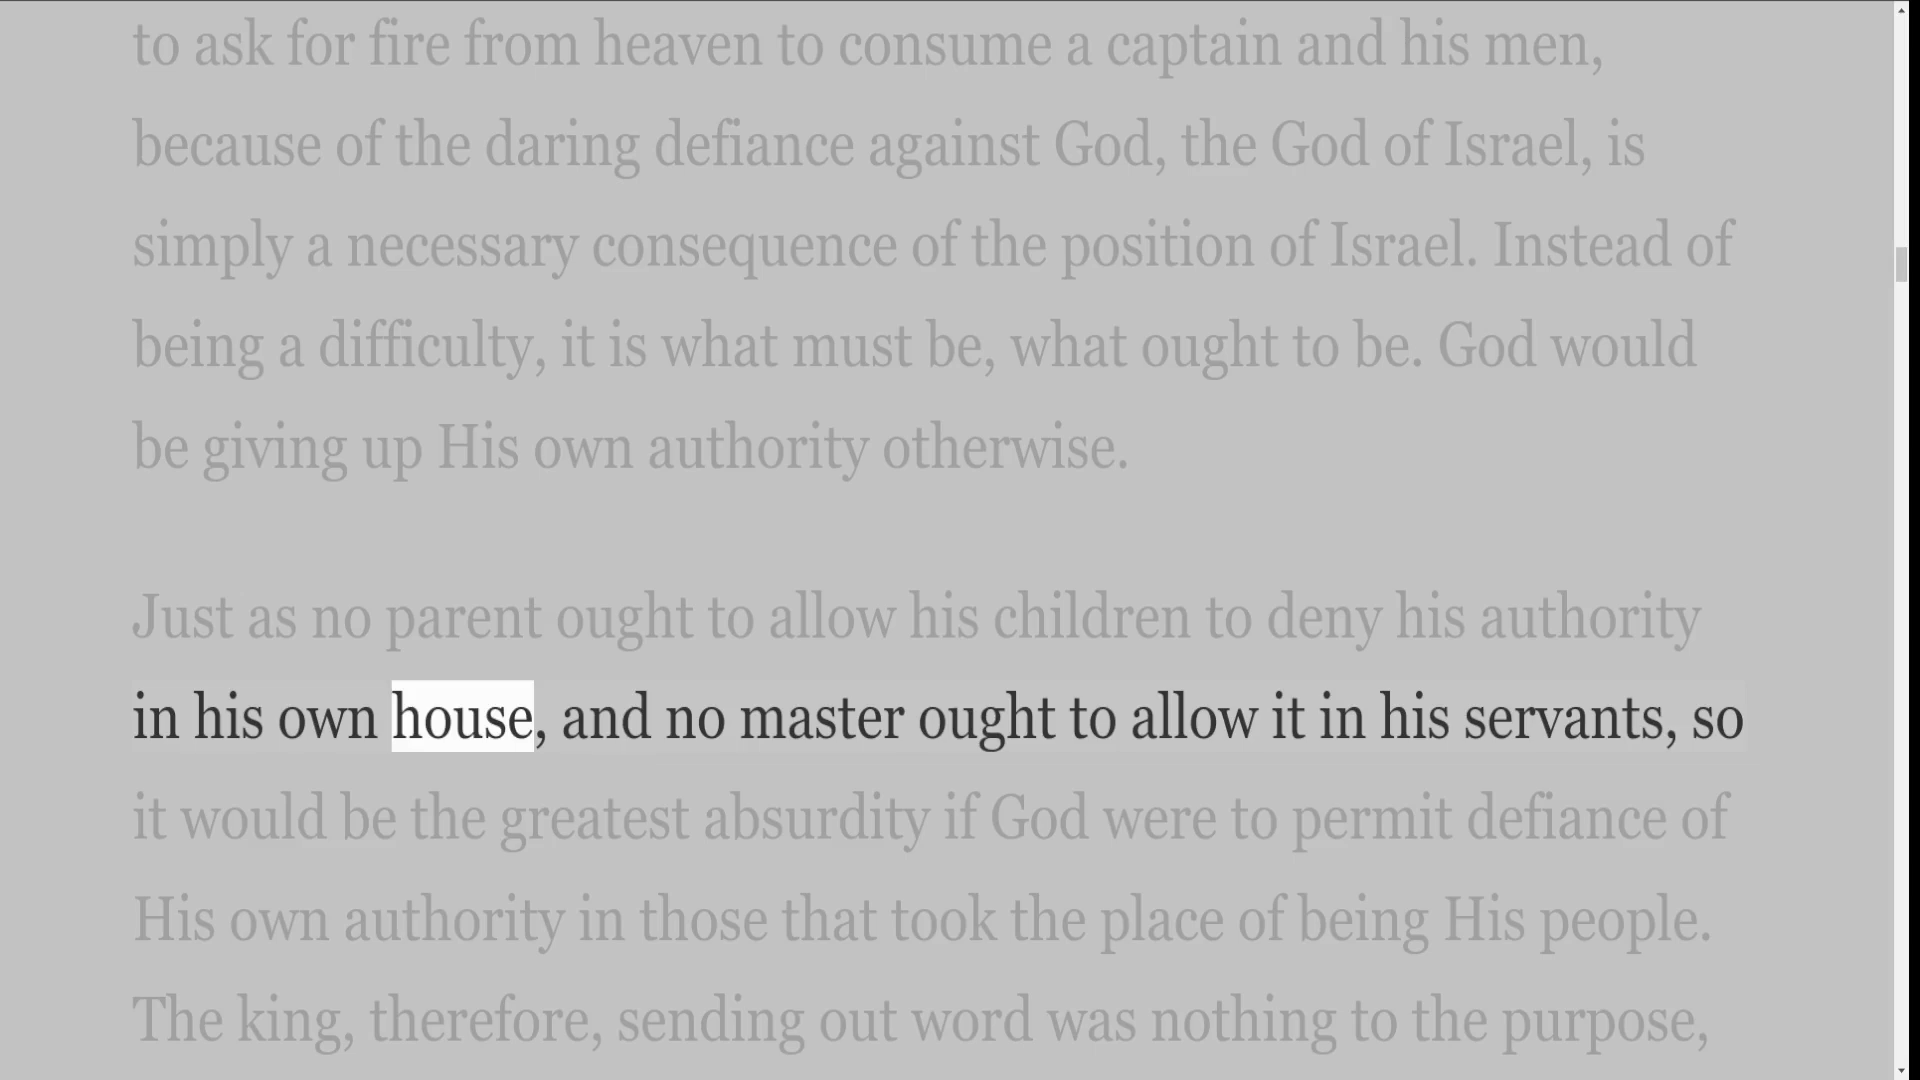 to ask for fire from heaven to consume a captain and his men,
because of the daring defiance against God, the God of Israel, is
simply a necessary consequence of the position of Israel. Instead of
being a difficulty, it is what must be, what ought to be. God would
be giving up His own authority otherwise.
Just as no parent ought to allow his children to deny his authority
in his own house, and no master ought to allow it in his servants, so
it would be the greatest absurdity if God were to permit defiance of
His own authority in those that took the place of being His people.
The king, therefore, sending out word was nothing to the purpose,